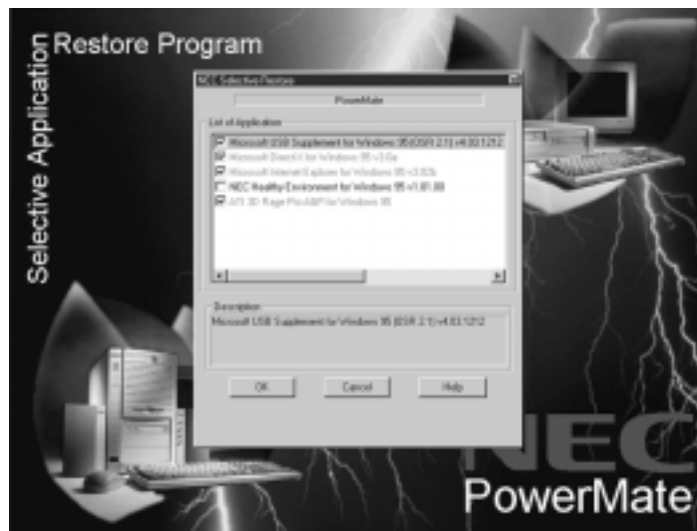 Restore Program
Selective Application
NEC Selective Restore
PowerMate
List of Application
Microsoft USB Supplement for Windows 95 (OSR 2.1) v4.03.1212
Microsoft DirectX for Windows 95 v3.0a
Microsoft Internet Explorer for Windows 95 v3.02b
NEC Healthy Environment for Windows 95 v1.01.00
ATI 3D Rage Pro AGP for Windows 95
Description
Microsoft USB Supplement for Windows 95 (OSR 2.1) v4.03.1212
OK
Cancel
Help
NEC
PowerMate